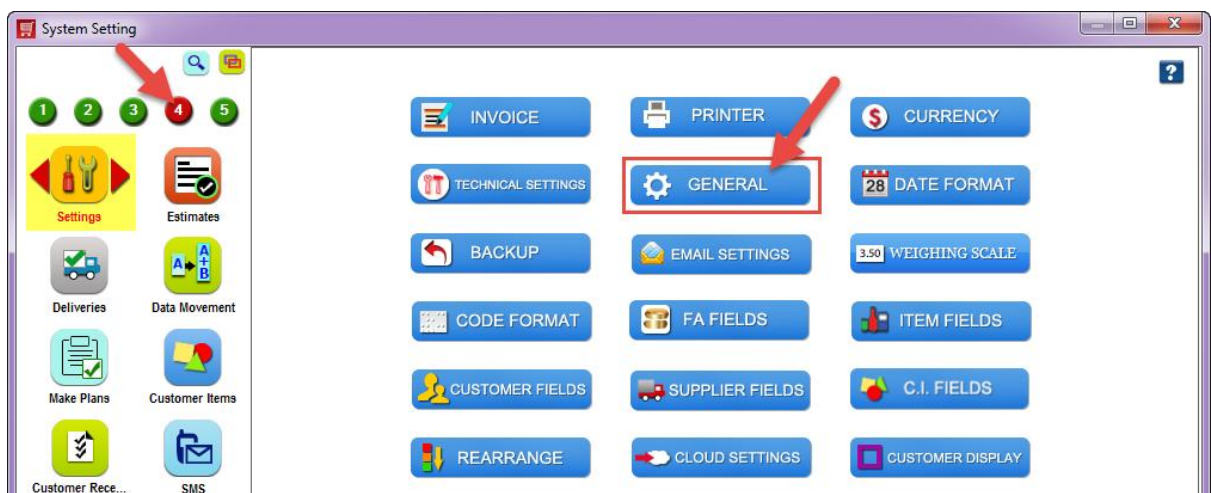 System Setting
?
1 2 3 4 5
INVOICE PRINTER $ CURRENCY
TECHNICAL SETTINGS GENERAL 28 DATE FORMAT
Settings Estimates
BACKUP EMAIL SETTINGS 3.50 WEIGHING SCALE
A A+B
Deliveries Data Movement
CODE FORMAT FA FIELDS ITEM FIELDS
CUSTOMER FIELDS SUPPLIER FIELDS C.I. FIELDS
Make Plans Customer Items
REARRANGE CLOUD SETTINGS CUSTOMER DISPLAY
Customer Rece... SMS